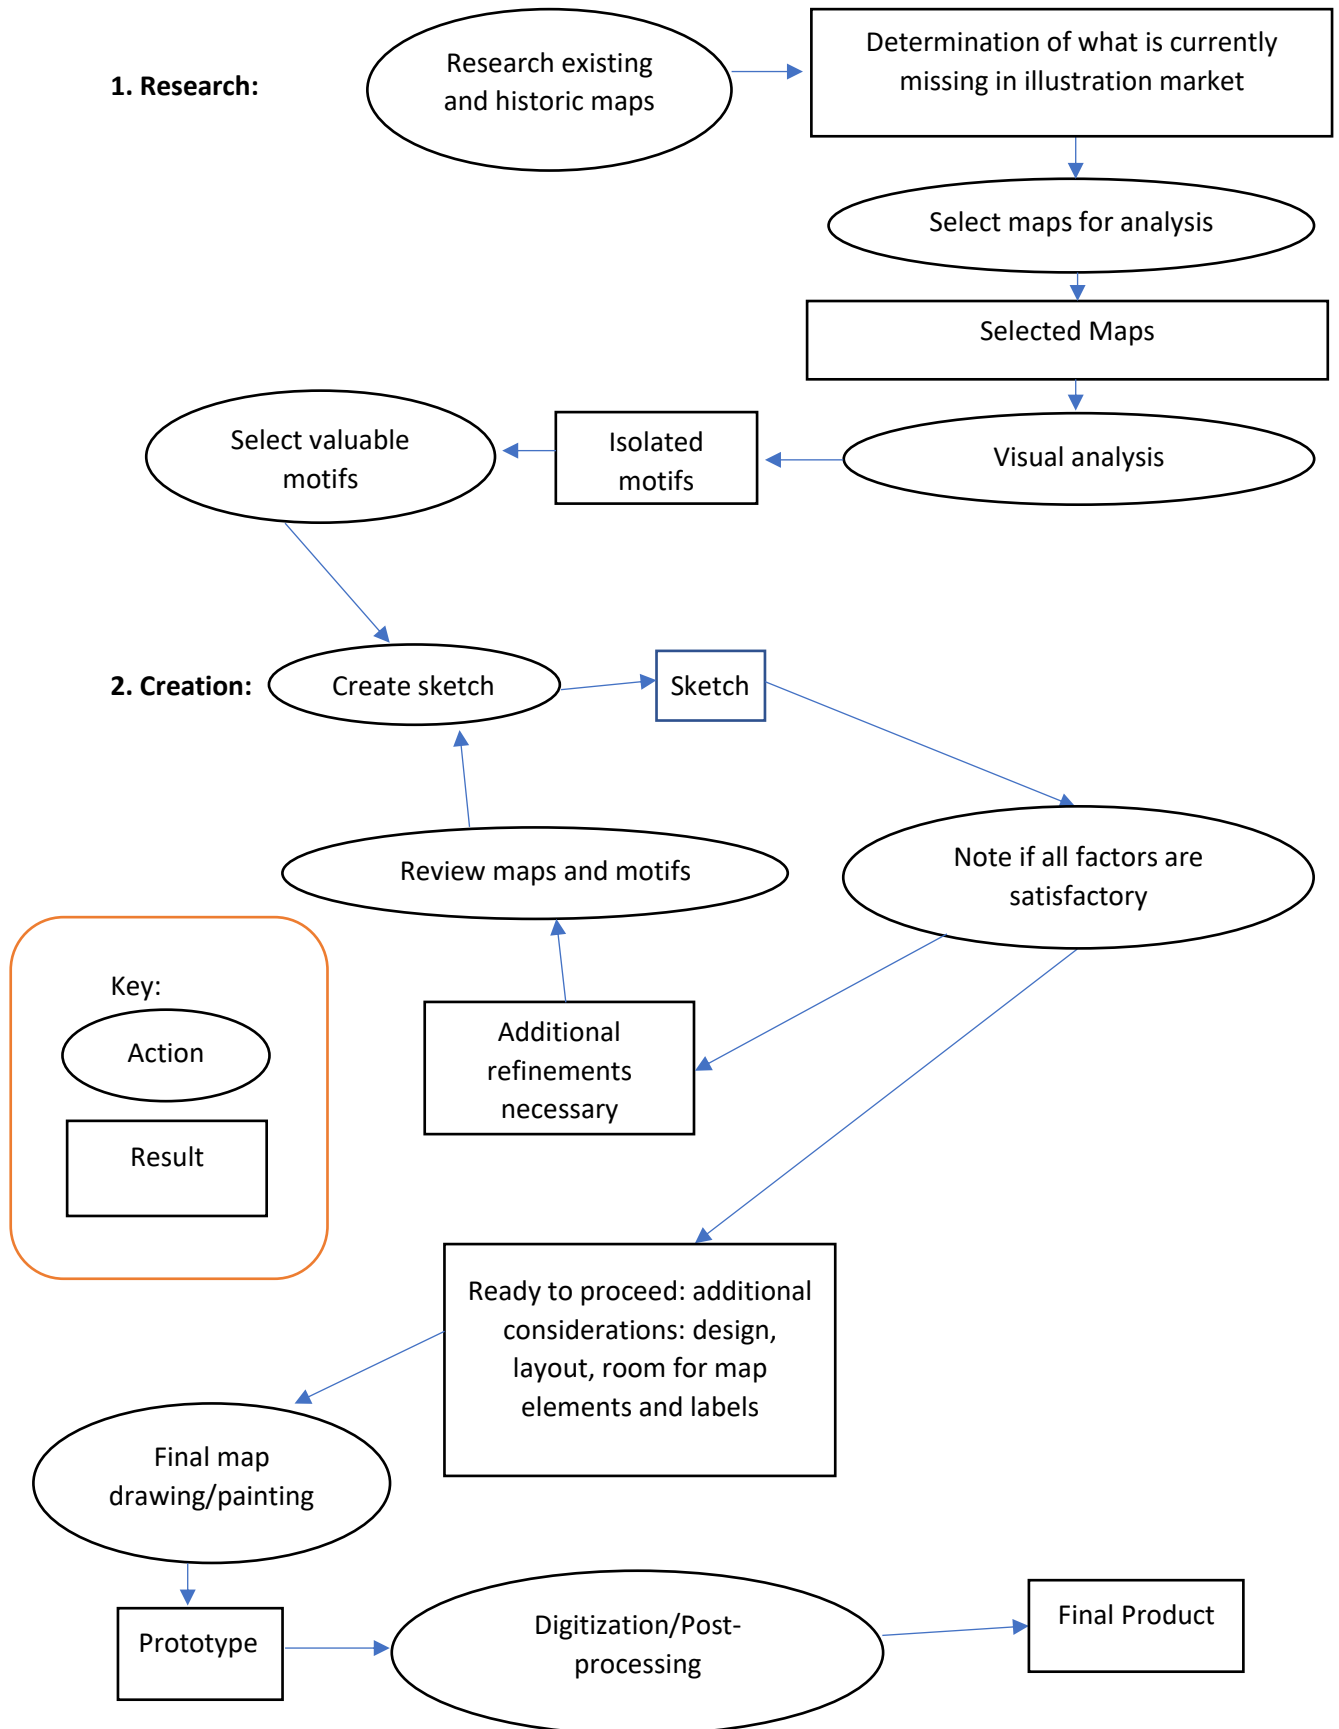 1. Research:
Research existing
and historic maps
Determination of what is currently
missing in illustration market
Select maps for analysis
Selected Maps
Visual analysis
Isolated
motifs
Select valuable
motifs
2. Creation:
Create sketch
Sketch
Note if all factors are
satisfactory
Review maps and motifs
Additional
refinements
necessary
Key:
Action
Result
Ready to proceed: additional
considerations: design,
layout, room for map
elements and labels
Final map
drawing/painting
Prototype
Digitization/Post-
processing
Final Product